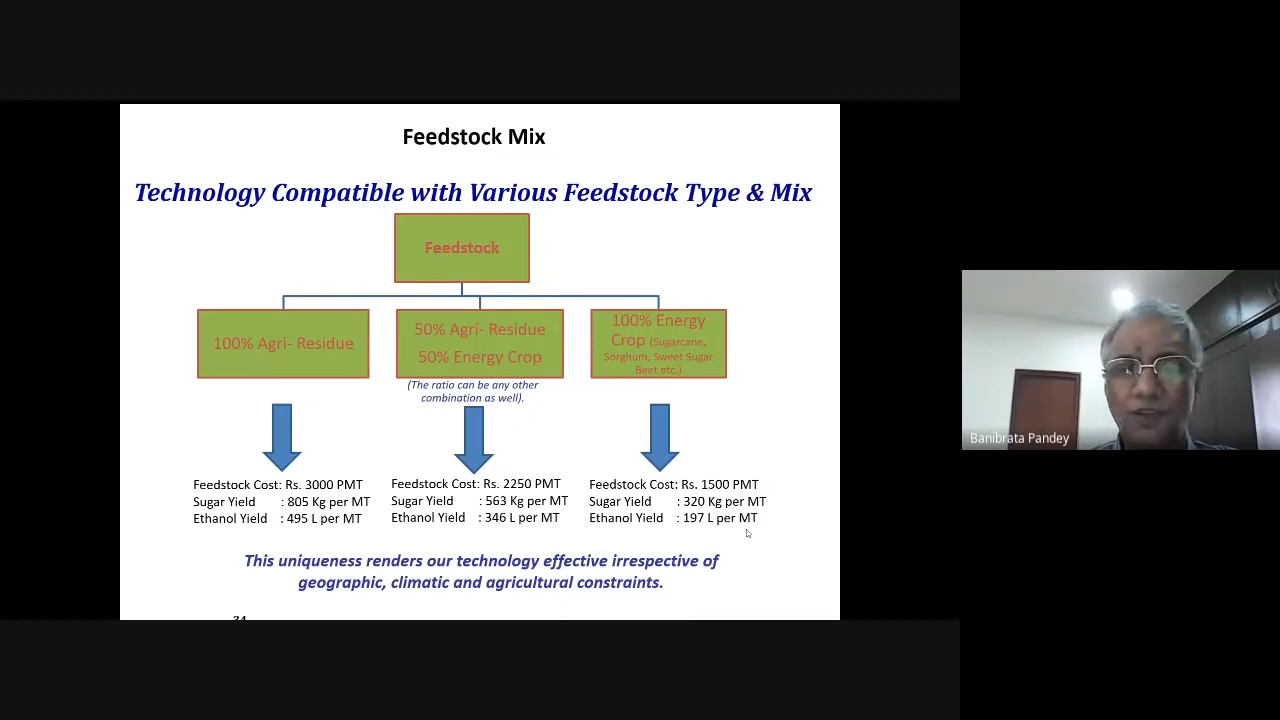 Feedstock Mix
Technology Compatible with Various Feedstock Type & Mix
Feedstock
100% Agri- Residue
50% Agri- Residue
50% Energy Crop
(The ratio can be any other
combination as well).
100% Energy
Crop (Sugarcane,
Sorghum, Sweet Sugar
Beet etc.)
Feedstock Cost: Rs. 3000 PMT
Sugar Yield : 805 Kg per MT
Ethanol Yield : 495 L per MT
Feedstock Cost: Rs. 2250 PMT
Sugar Yield : 563 Kg per MT
Ethanol Yield : 346 L per MT
Feedstock Cost: Rs. 1500 PMT
Sugar Yield : 320 Kg per MT
Ethanol Yield : 197 L per MT
This uniqueness renders our technology effective irrespective of
geographic, climatic and agricultural constraints.
Banibrata Pandey